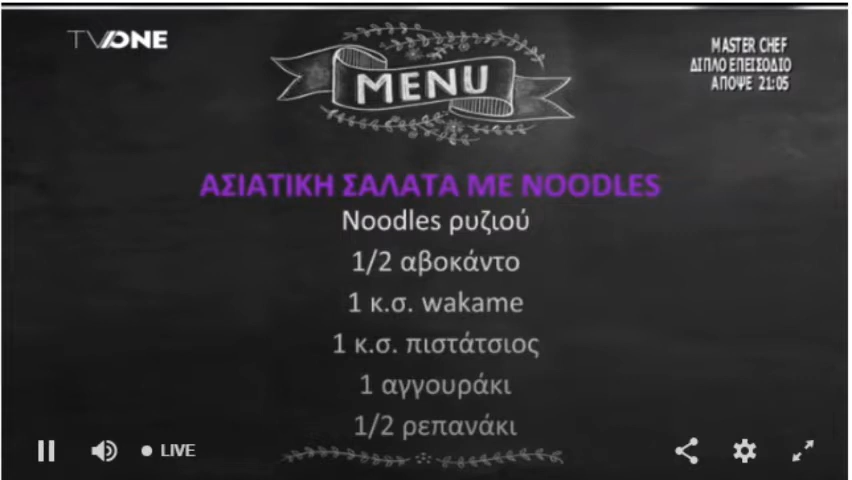 TVONE
MASTER CHEF
ΔΙΠΛΟ ΕΠΕΙΣΟΔΙΟ
ΑΠΟΨΕ 21:05
MENU
ΑΣΙΑΤΙΚΗ ΣΑΛΑΤΑ ΜΕ NOODLES
Noodles ρυζιού
1/2 αβοκάντο
1 κ.σ. wakame
1 κ.σ. πιστάτσιος
1 αγγουράκι
1/2 ρεπανάκι
LIVE